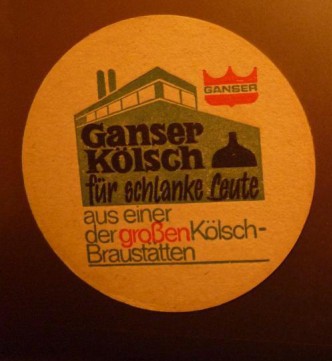 GANSER
Ganser
Kölsch
für schlanke Leute
aus einer
der großen Kölsch-
Braustätten